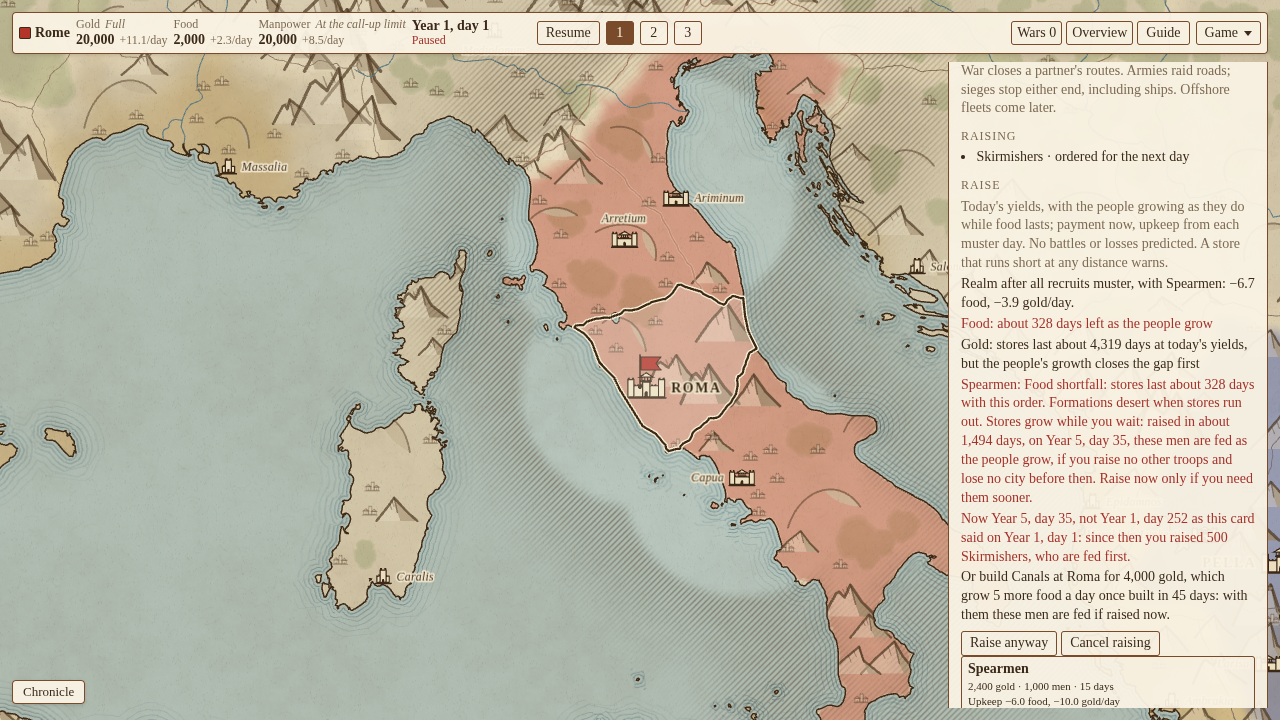 Rome
Gold Full
20,000 +11.1/day
Food
2,000 +2.3/day
Manpower At the call-up limit
20,000 +8.5/day
Year 1, day 1
Paused
Resume
1
2
3
Wars 0
Overview
Guide
Game
Massalia
Ariminum
Arretium
ROMA
Capua
Caralis
Chronicle
War closes a partner's routes. Armies raid roads;
sieges stop either end, including ships. Offshore
fleets come later.
RAISING
• Skirmishers · ordered for the next day
RAISE
Today's yields, with the people growing as they do
while food lasts; payment now, upkeep from each
muster day. No battles or losses predicted. A store
that runs short at any distance warns.
Realm after all recruits muster, with Spearmen: −6.7
food, −3.9 gold/day.
Food: about 328 days left as the people grow
Gold: stores last about 4,319 days at today's yields,
but the people's growth closes the gap first
Spearmen: Food shortfall: stores last about 328 days
with this order. Formations desert when stores run
out. Stores grow while you wait: raised in about
1,494 days, on Year 5, day 35, these men are fed as
the people grow, if you raise no other troops and
lose no city before then. Raise now only if you need
them sooner.
Now Year 5, day 35, not Year 1, day 252 as this card
said on Year 1, day 1: since then you raised 500
Skirmishers, who are fed first.
Or build Canals at Roma for 4,000 gold, which
grow 5 more food a day once built in 45 days: with
them these men are fed if raised now.
Raise anyway
Cancel raising
Spearmen
2,400 gold · 1,000 men · 15 days
Upkeep −6.0 food, −10.0 gold/day